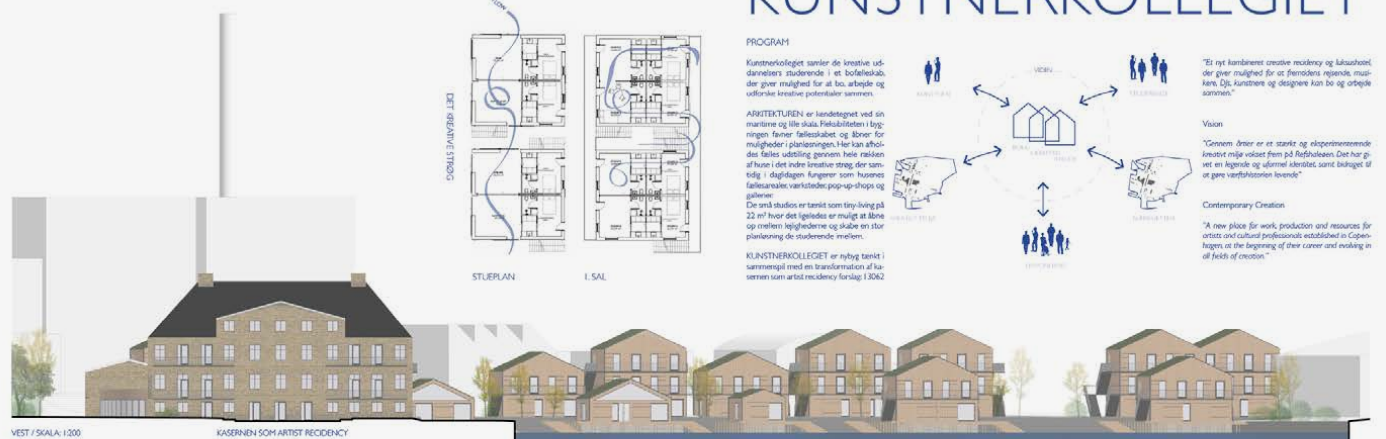 KUNSTNERKOLLEGIET
FLOW
DET KREATIVE STRØG
STUEPLAN
1. SAL
PROGRAM
Kunstnerkollegiet samler de kreative ud-
dannelsers studerende i et bofællesskab,
der giver mulighed for at bo, arbejde og
udforske kreative potentialer sammen.
ARKITEKTUREN er kendetegnet ved sin
maritime og lille skala. Fleksibiliteten i byg-
ningen favner fællesskabet og åbner for
muligheder i planløsningen. Her kan afhol-
des fælles udstilling gennem hele rækken
af huse i det indre kreative strøg, der sam-
tidig i dagligdagen fungerer som husenes
fællesarealer, værksteder, pop-up-shops og
gallerier.
De små studios er tænkt som tiny-living på
22 m² hvor det ligeledes er muligt at åbne
op mellem lejlighederne og skabe en stor
planløsning de studerende imellem.
KUNSTNERKOLLEGIET er nybyg tænkt i
sammenspil med en transformation af ka-
sernen som artist recidency forslag: 13062
VIDEN
"Et nyt kombineret creative recidency og luksushotel,
der giver mulighed for at fremtidens rejsende, musi-
kere, Djs, kunstnere og designere kan bo og arbejde
sammen."
Vision
"Gennem årtier er et stærkt og eksperimenterende
kreativt miljø vokset frem på Refshaleøen. Det har gi-
vet en legende og uformel identitet, samt bidraget til
at gøre værftshistorien levende"
Contemporary Creation
"A new place for work, production and resources for
artists and cultural professionals established in Copen-
hagen, at the beginning of their career and evolving in
all fields of creation."
VEST / SKALA: 1:200
KASERNEN SOM ARTIST RECIDENCY